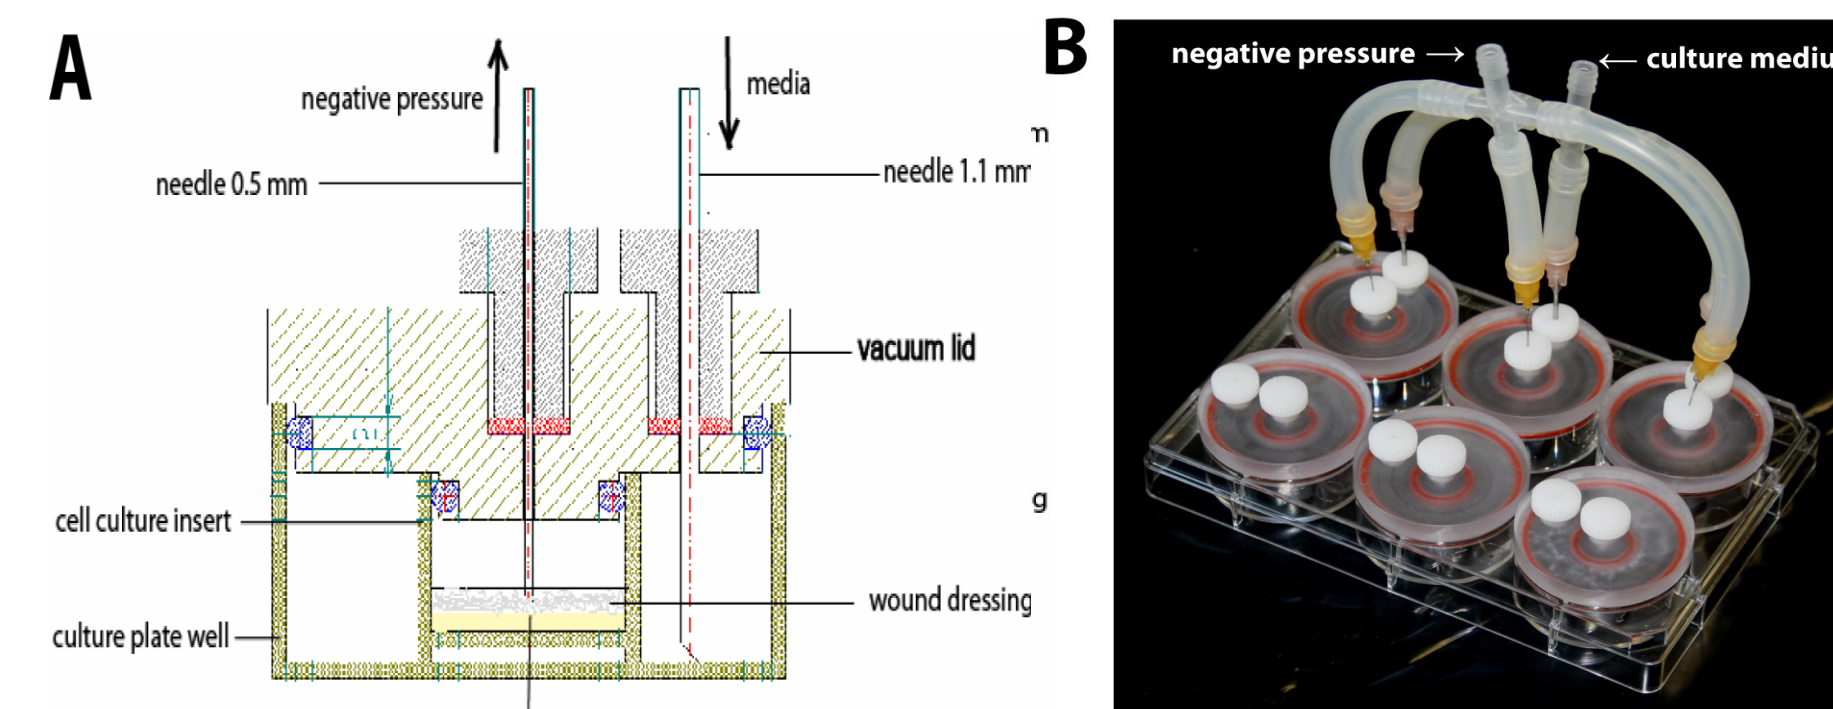 A
negative pressure
media
needle 0.5 mm
needle 1.1 mm
vacuum lid
cell culture insert
wound dressing
culture plate well
m
g
B
negative pressure →
← culture mediu